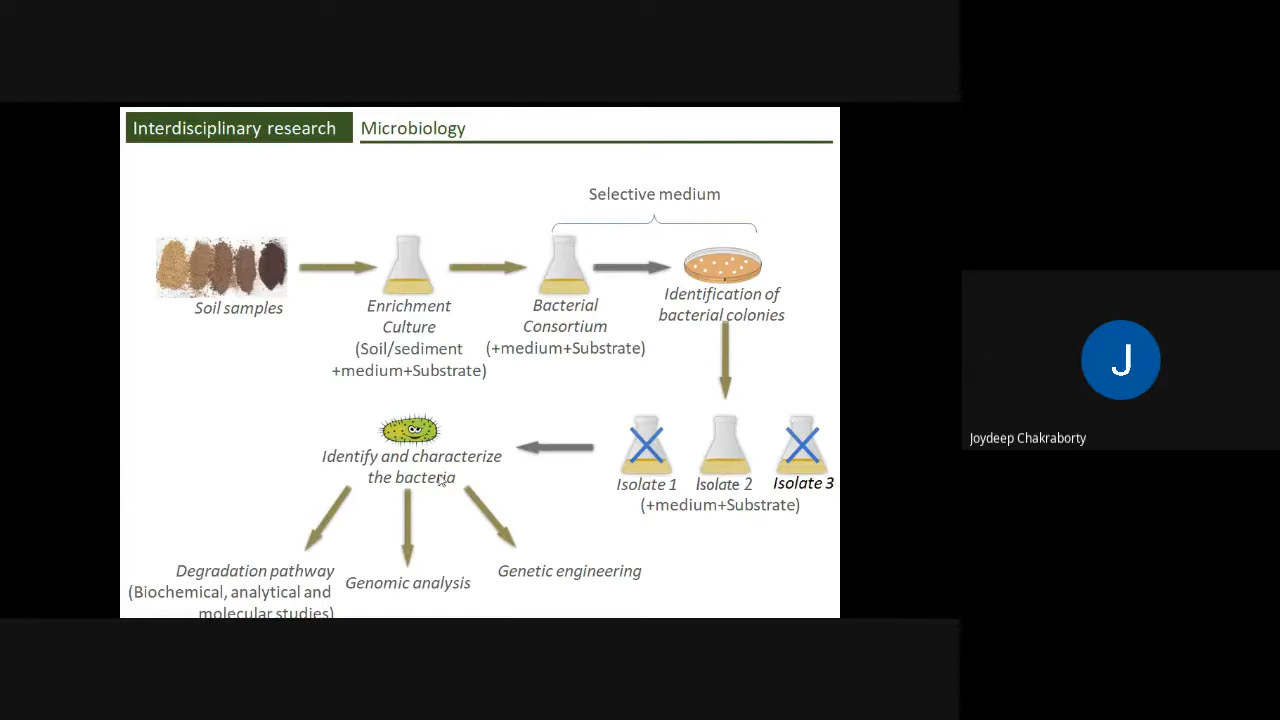 Interdisciplinary research
Microbiology
Selective medium
Soil samples
Enrichment
Culture
(Soil/sediment
+medium+Substrate)
Bacterial
Consortium
(+medium+Substrate)
Identification of
bacterial colonies
Isolate 1
Isolate 2
Isolate 3
(+medium+Substrate)
Identify and characterize
the bacteria
Degradation pathway
(Biochemical, analytical and
molecular studies)
Genomic analysis
Genetic engineering
J
Joydeep Chakraborty